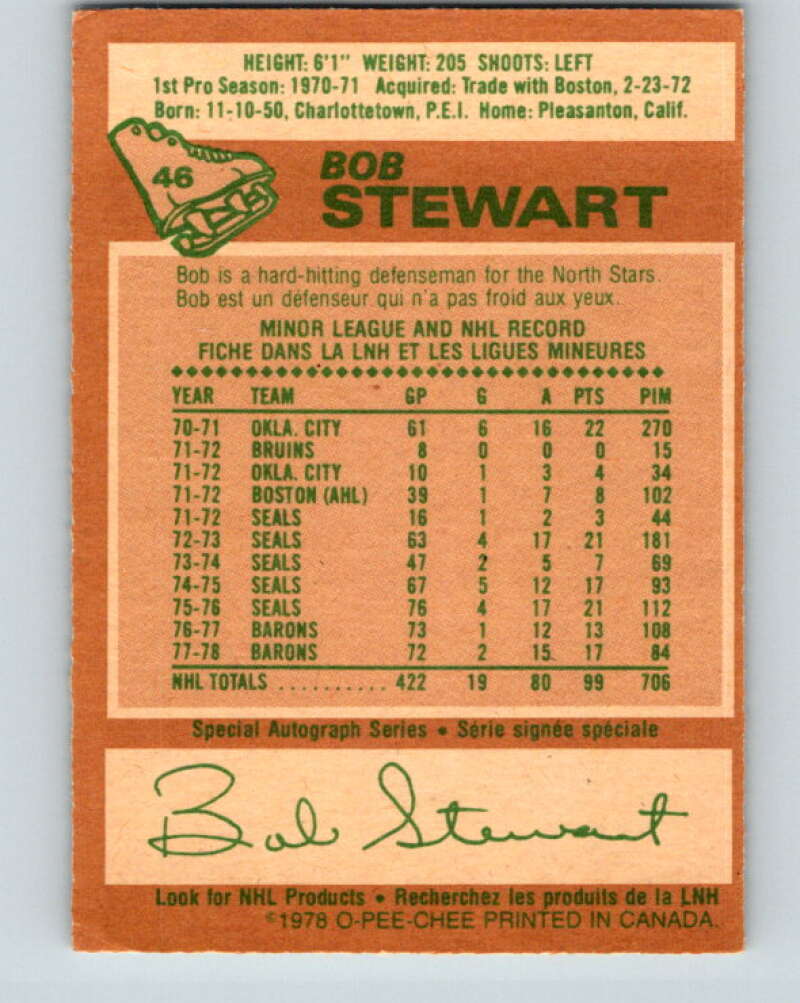 HEIGHT: 6'1" WEIGHT: 205 SHOOTS: LEFT
1st Pro Season: 1970-71 Acquired: Trade with Boston, 2-23-72
Born: 11-10-50, Charlottetown, P.E.I. Home: Pleasanton, Calif.
46
BOB
STEWART
Bob is a hard-hitting defenseman for the North Stars.
Bob est un défenseur qui n'a pas froid aux yeux.
MINOR LEAGUE AND NHL RECORD
FICHE DANS LA LNH ET LES LIGUES MINEURES
YEAR TEAM GP G A PTS PIM
70-71 OKLA. CITY 61 6 16 22 270
71-72 BRUINS 8 0 0 0 15
71-72 OKLA. CITY 10 1 3 4 34
71-72 BOSTON (AHL) 39 1 7 8 102
71-72 SEALS 16 1 2 3 44
72-73 SEALS 63 4 17 21 181
73-74 SEALS 47 2 5 7 69
74-75 SEALS 67 5 12 17 93
75-76 SEALS 76 4 17 21 112
76-77 BARONS 73 1 12 13 108
77-78 BARONS 72 2 15 17 84
NHL TOTALS .......... 422 19 80 99 706
Special Autograph Series • Série signée spéciale
Bob Stewart
Look for NHL Products • Recherchez les produits de la LNH
©1978 O-PEE-CHEE PRINTED IN CANADA.